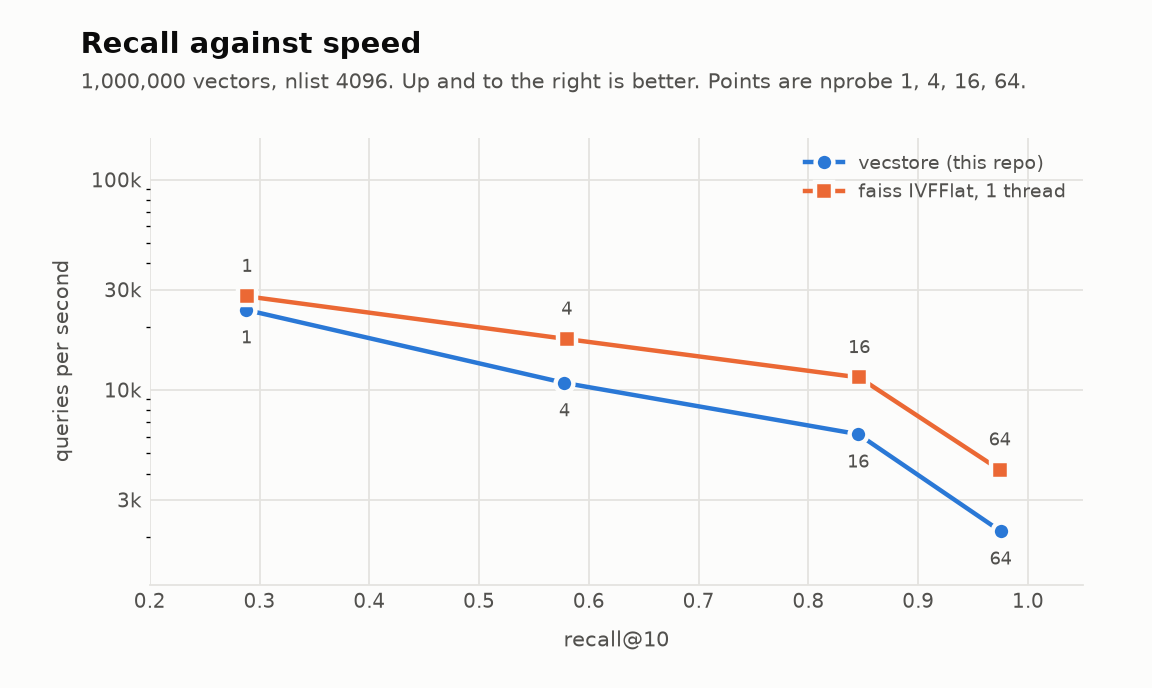 Recall against speed
1,000,000 vectors, nlist 4096. Up and to the right is better. Points are nprobe 1, 4, 16, 64.
vecstore (this repo)
faiss IVFFlat, 1 thread
queries per second
100k
30k
10k
3k
1
4
16
64
1
4
16
64
0.2 0.3 0.4 0.5 0.6 0.7 0.8 0.9 1.0
recall@10